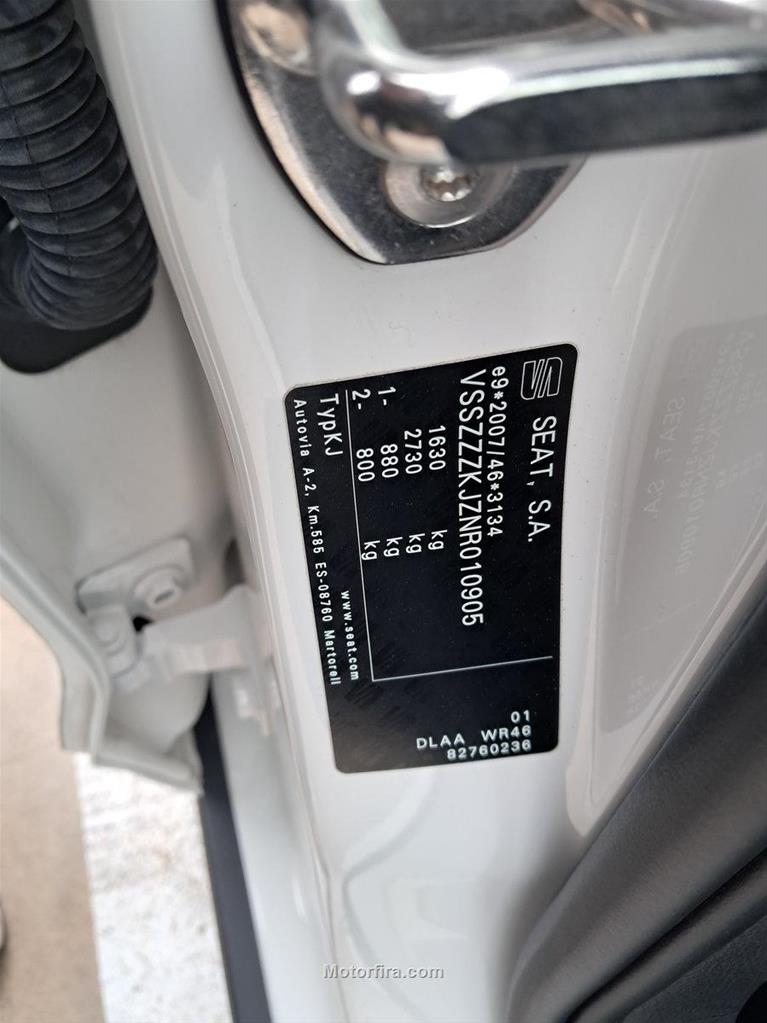 SEAT, S.A.
e9*2007/46*3134
VSSZZZKJZNR010905
1630 kg
2730 kg
1- 880 kg
2- 800 kg
TypKJ www.seat.com
Autovia A-2, Km.585 ES-08760 Martorell
01
DLAA WR46
82760236
Motorfira.com